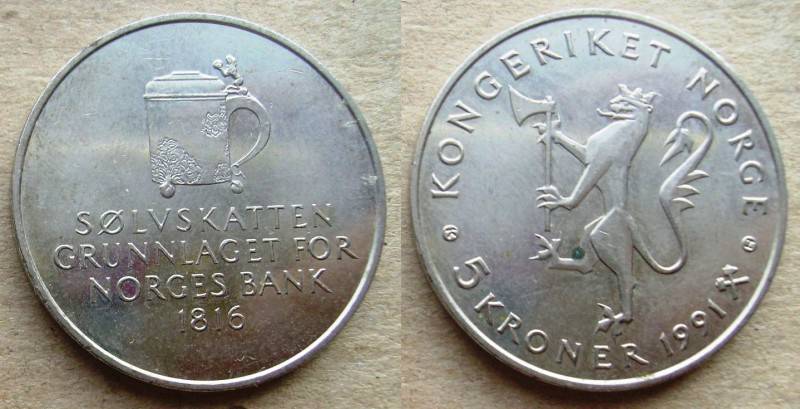 SØLVSKATTEN
GRUNNLAGET FOR
NORGES BANK
1816
KONGERIKET NORGE
5 KRONER 1991